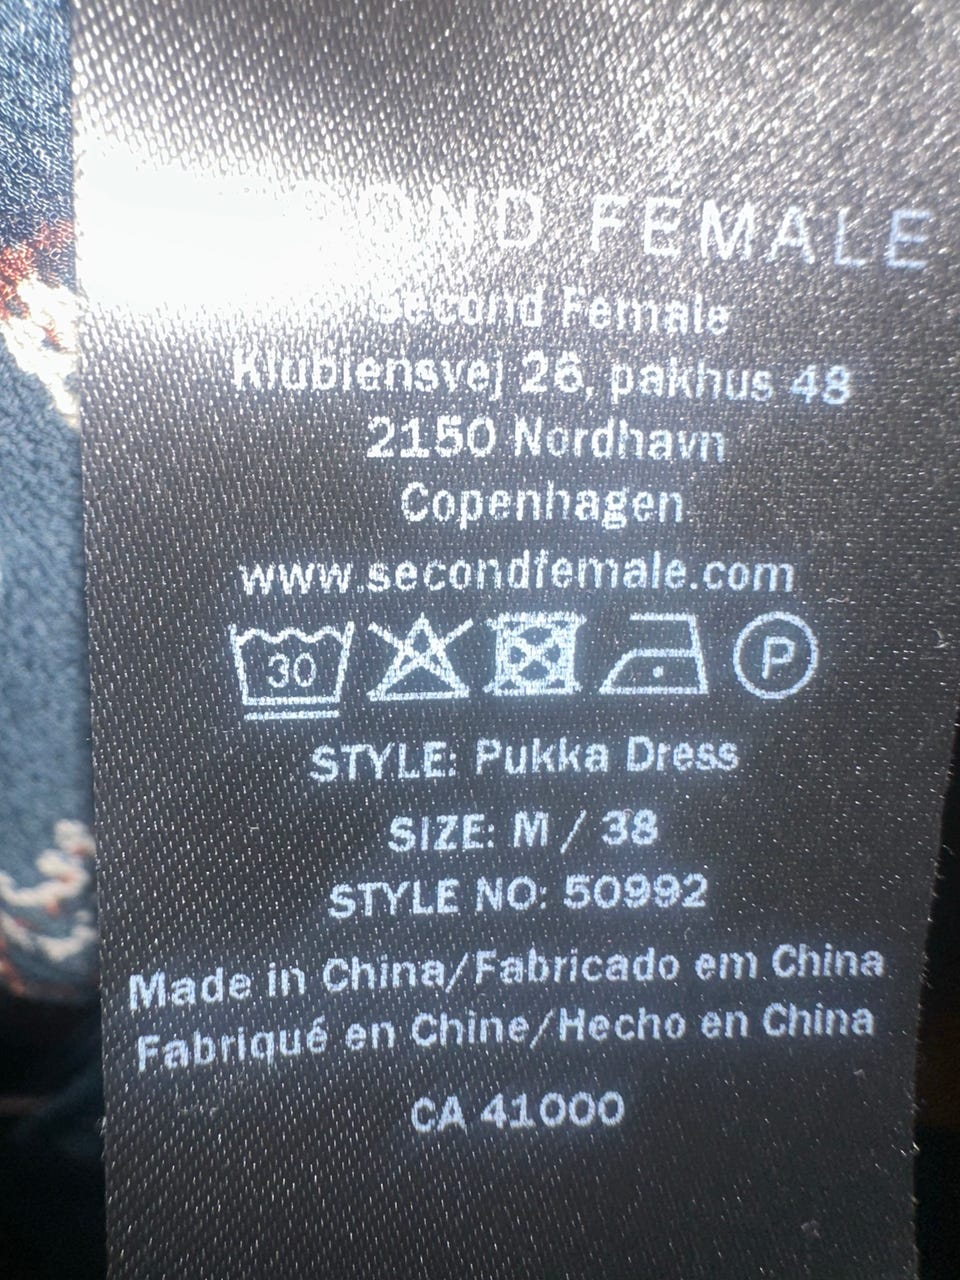 OND FEMALE
Second Female
Klubiensvej 26, pakhus 48
2150 Nordhavn
Copenhagen
www.secondfemale.com
30 P
STYLE: Pukka Dress
SIZE: M / 38
STYLE NO: 50992
Made in China/Fabricado em China
Fabriqué en Chine/Hecho en China
CA 41000